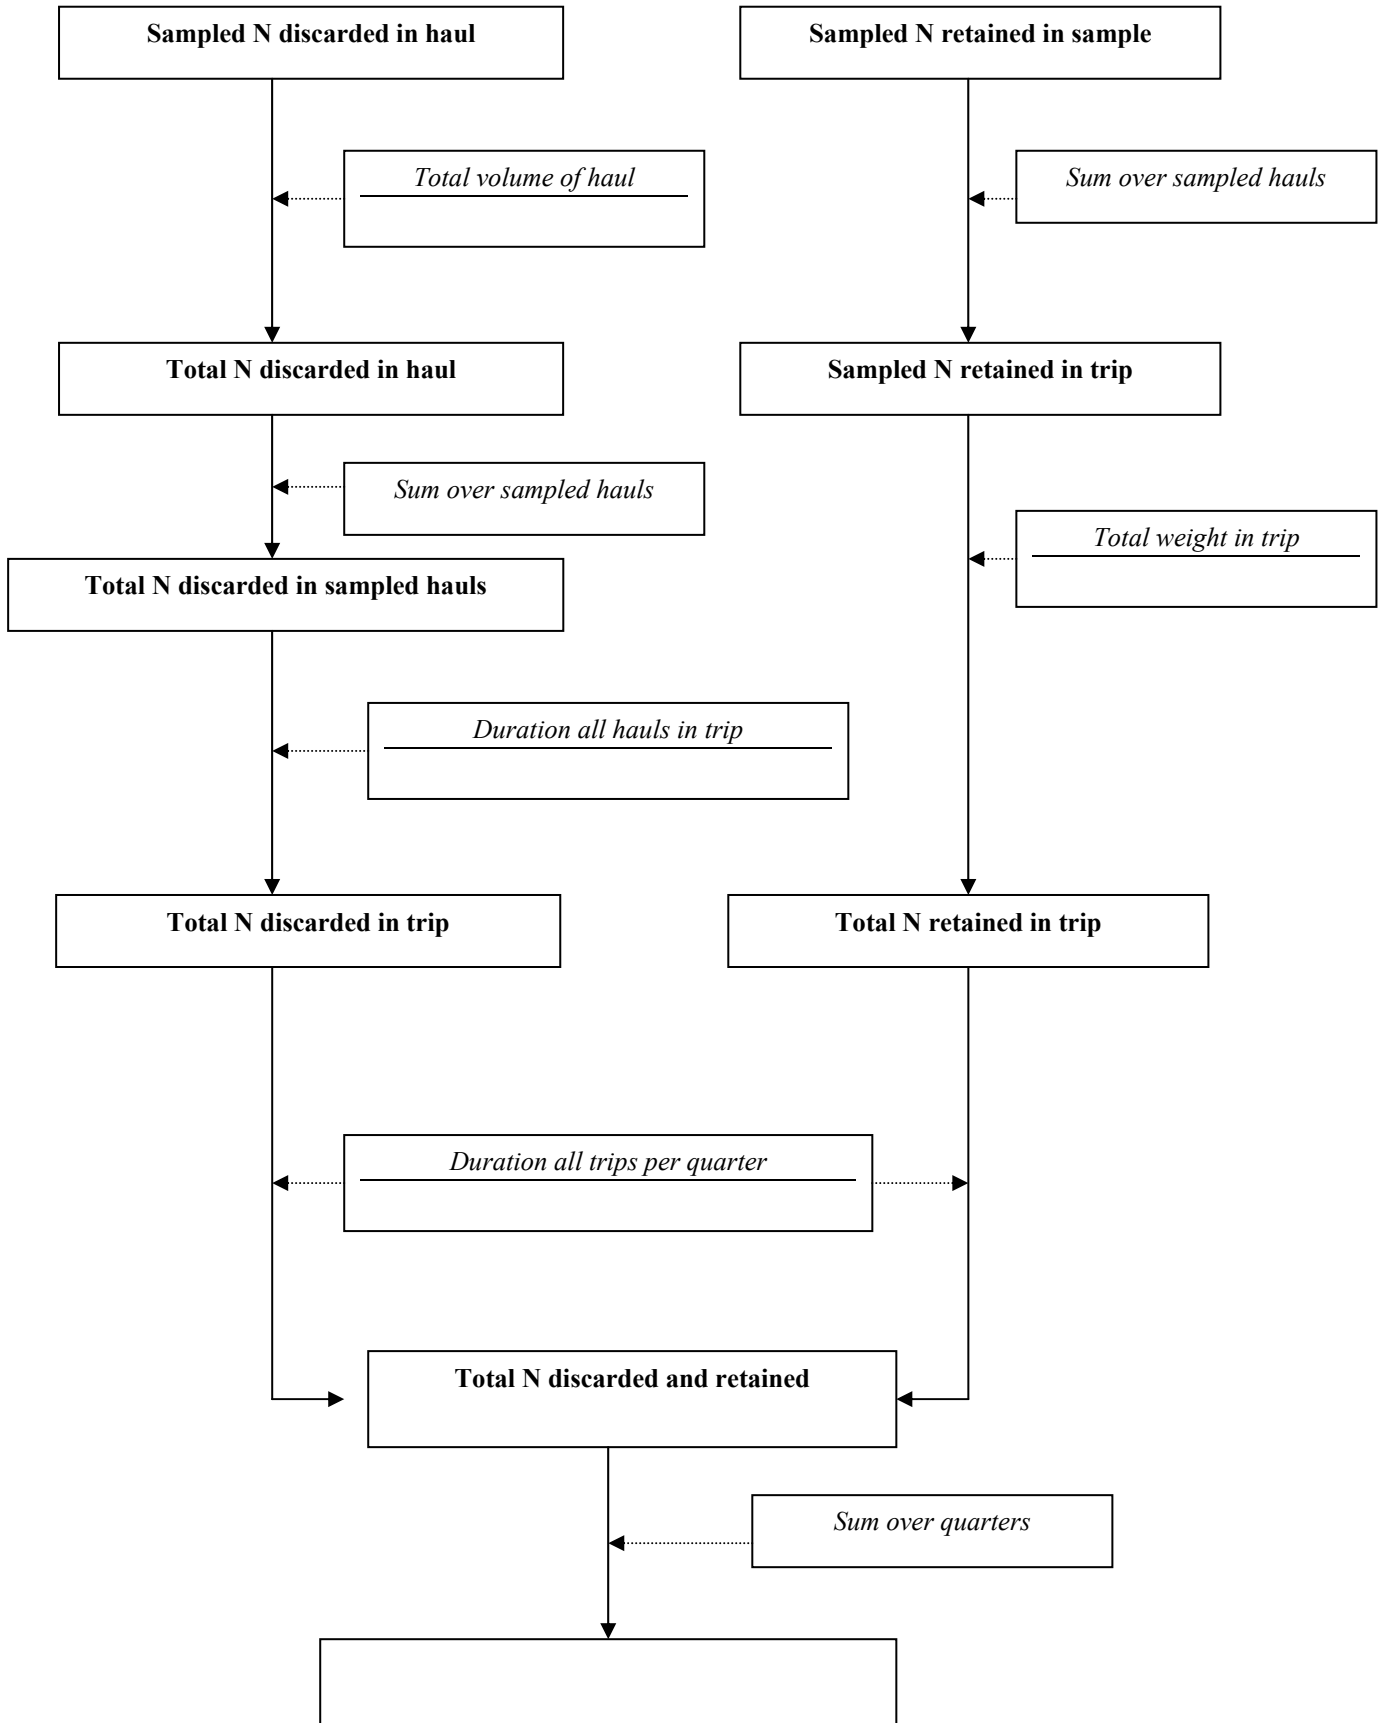 Sampled N discarded in haul
Sampled N retained in sample
Total volume of haul
Sum over sampled hauls
Total N discarded in haul
Sampled N retained in trip
Sum over sampled hauls
Total weight in trip
Total N discarded in sampled hauls
Duration all hauls in trip
Total N discarded in trip
Total N retained in trip
Duration all trips per quarter
Total N discarded and retained
Sum over quarters